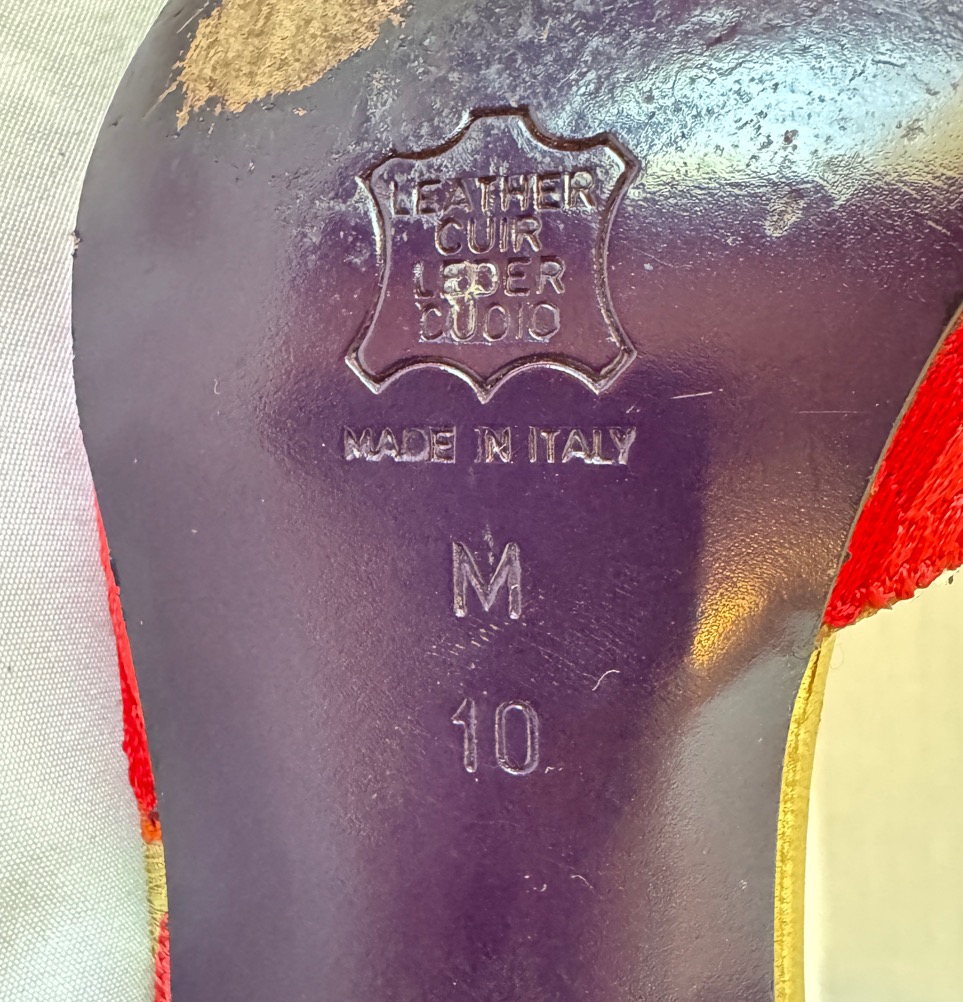 LEATHER
CUIR
LEDER
CUOIO
MADE IN ITALY
M
10